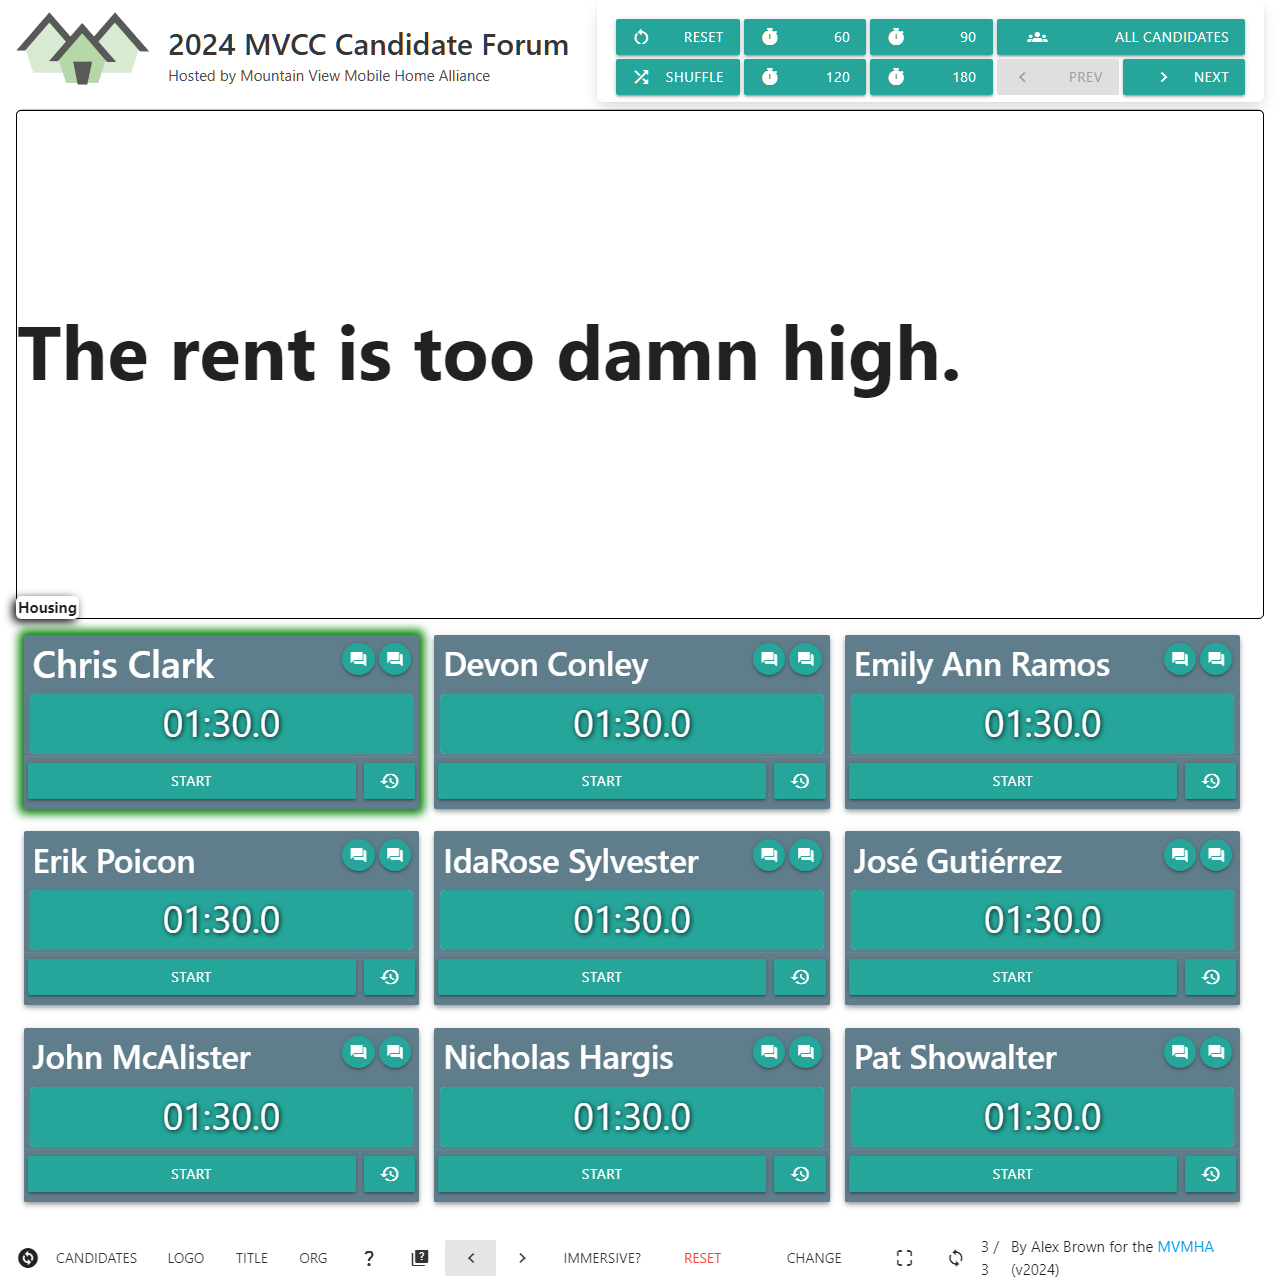 2024 MVCC Candidate Forum
Hosted by Mountain View Mobile Home Alliance
RESET 60 90 ALL CANDIDATES
SHUFFLE 120 180 PREV NEXT
The rent is too damn high.
Housing
Chris Clark Devon Conley Emily Ann Ramos
01:30.0 01:30.0 01:30.0
START START START
Erik Poicon IdaRose Sylvester José Gutiérrez
01:30.0 01:30.0 01:30.0
START START START
John McAlister Nicholas Hargis Pat Showalter
01:30.0 01:30.0 01:30.0
START START START
CANDIDATES LOGO TITLE ORG ? IMMERSIVE? RESET CHANGE 3 / 3 By Alex Brown for the MVMHA
(v2024)